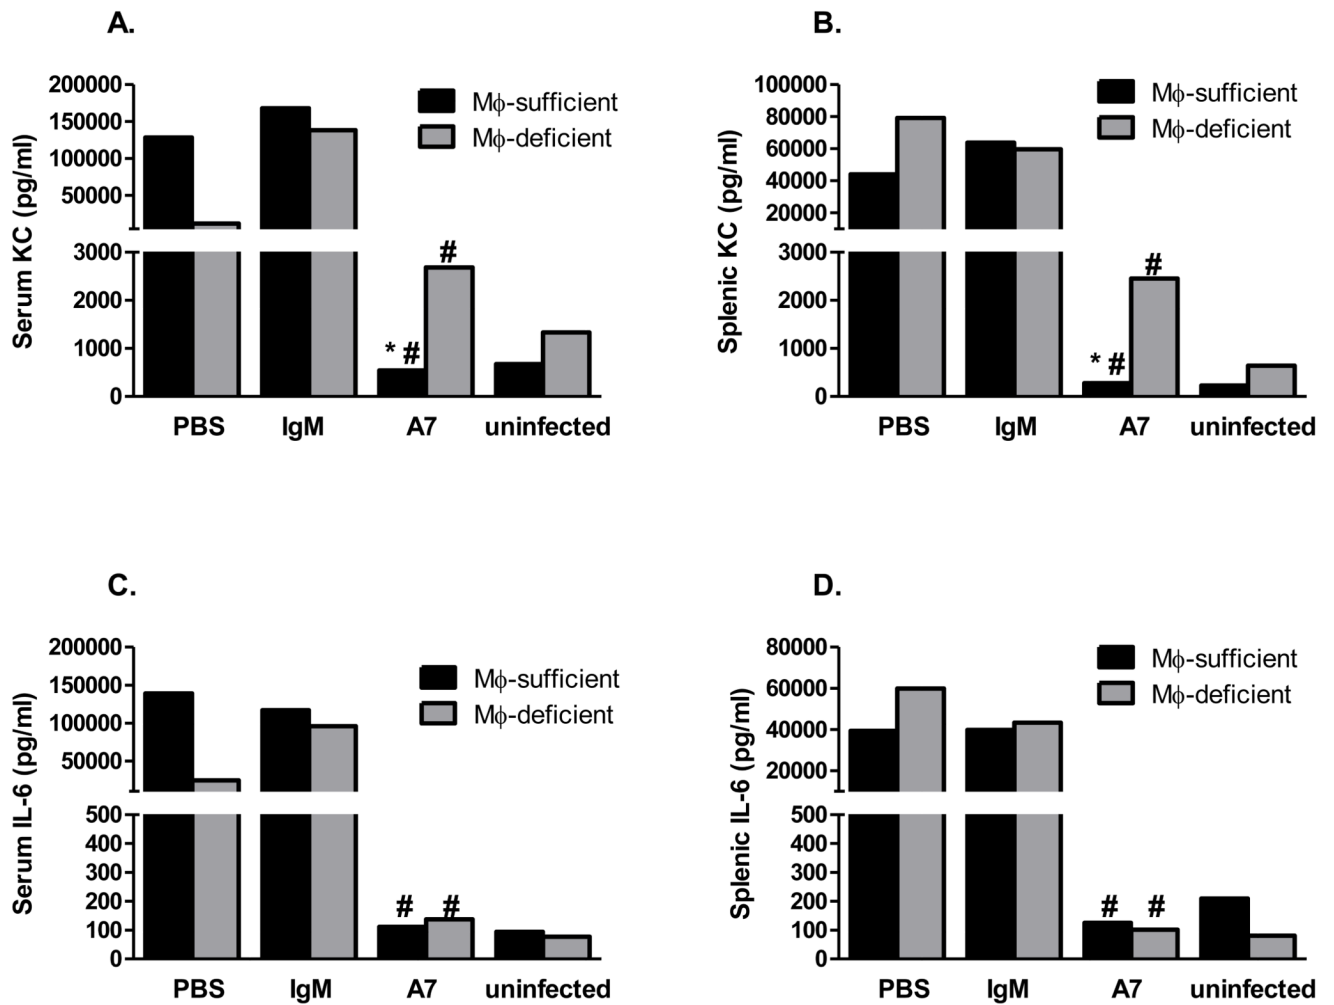 A.
Serum KC (pg/ml)
200000
150000
100000
50000
3000
2000
1000
0
Mϕ-sufficient
Mϕ-deficient
* #
#
PBS IgM A7 uninfected
B.
Splenic KC (pg/ml)
100000
80000
60000
40000
20000
3000
2000
1000
0
Mϕ-sufficient
Mϕ-deficient
* #
#
PBS IgM A7 uninfected
C.
Serum IL-6 (pg/ml)
200000
150000
100000
50000
500
400
300
200
100
0
Mϕ-sufficient
Mϕ-deficient
# #
PBS IgM A7 uninfected
D.
Splenic IL-6 (pg/ml)
80000
60000
40000
20000
500
400
300
200
100
0
Mϕ-sufficient
Mϕ-deficient
# #
PBS IgM A7 uninfected